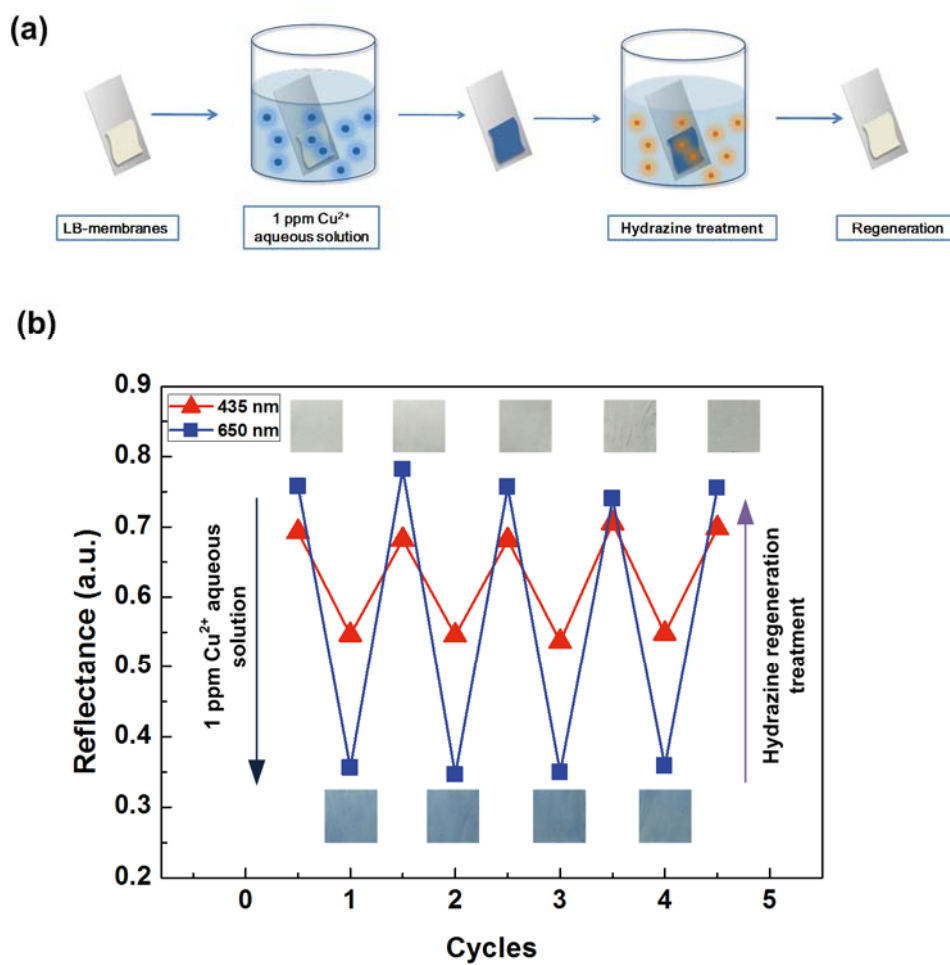 (a)
LB-membranes
1 ppm Cu²⁺
aqueous solution
Hydrazine treatment
Regeneration
(b)
0.9
0.8
0.7
0.6
0.5
0.4
0.3
0.2
Reflectance (a.u.)
435 nm
650 nm
1 ppm Cu²⁺ aqueous
solution
Hydrazine regeneration
treatment
0 1 2 3 4 5
Cycles